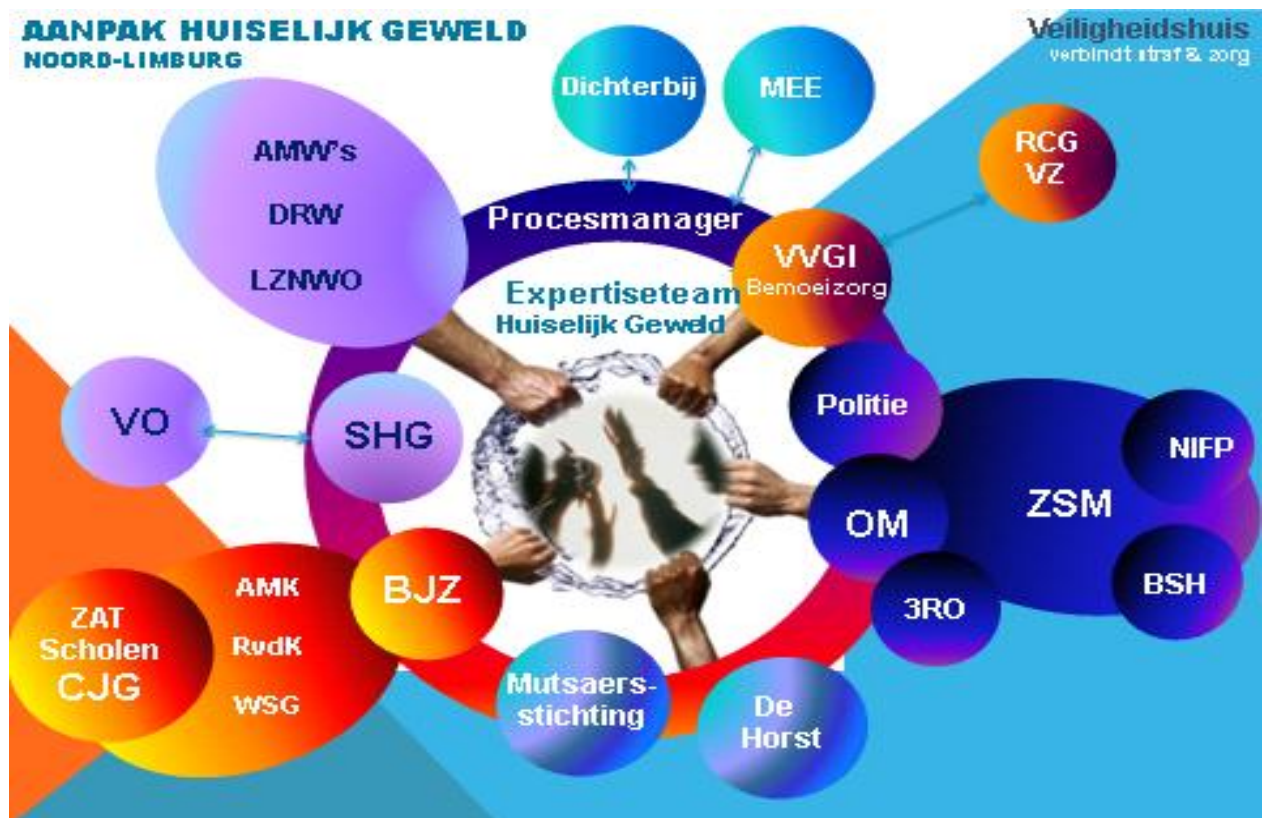 AANPAK HUISELIJK GEWELD
NOORD-LIMBURG
Veiligheidshuis
verbindt straf & zorg
Dichterbij
MEE
RCG
VZ
AMW's
DRW
LZNWO
Procesmanager
VVGI
Bemoeizorg
Expertiseteam
Huiselijk Geweld
Politie
VO
SHG
NIFP
ZSM
OM
BSH
3RO
BJZ
AMK
RvdK
WSG
ZAT
Scholen
CJG
Mutsaers-
stichting
De
Horst